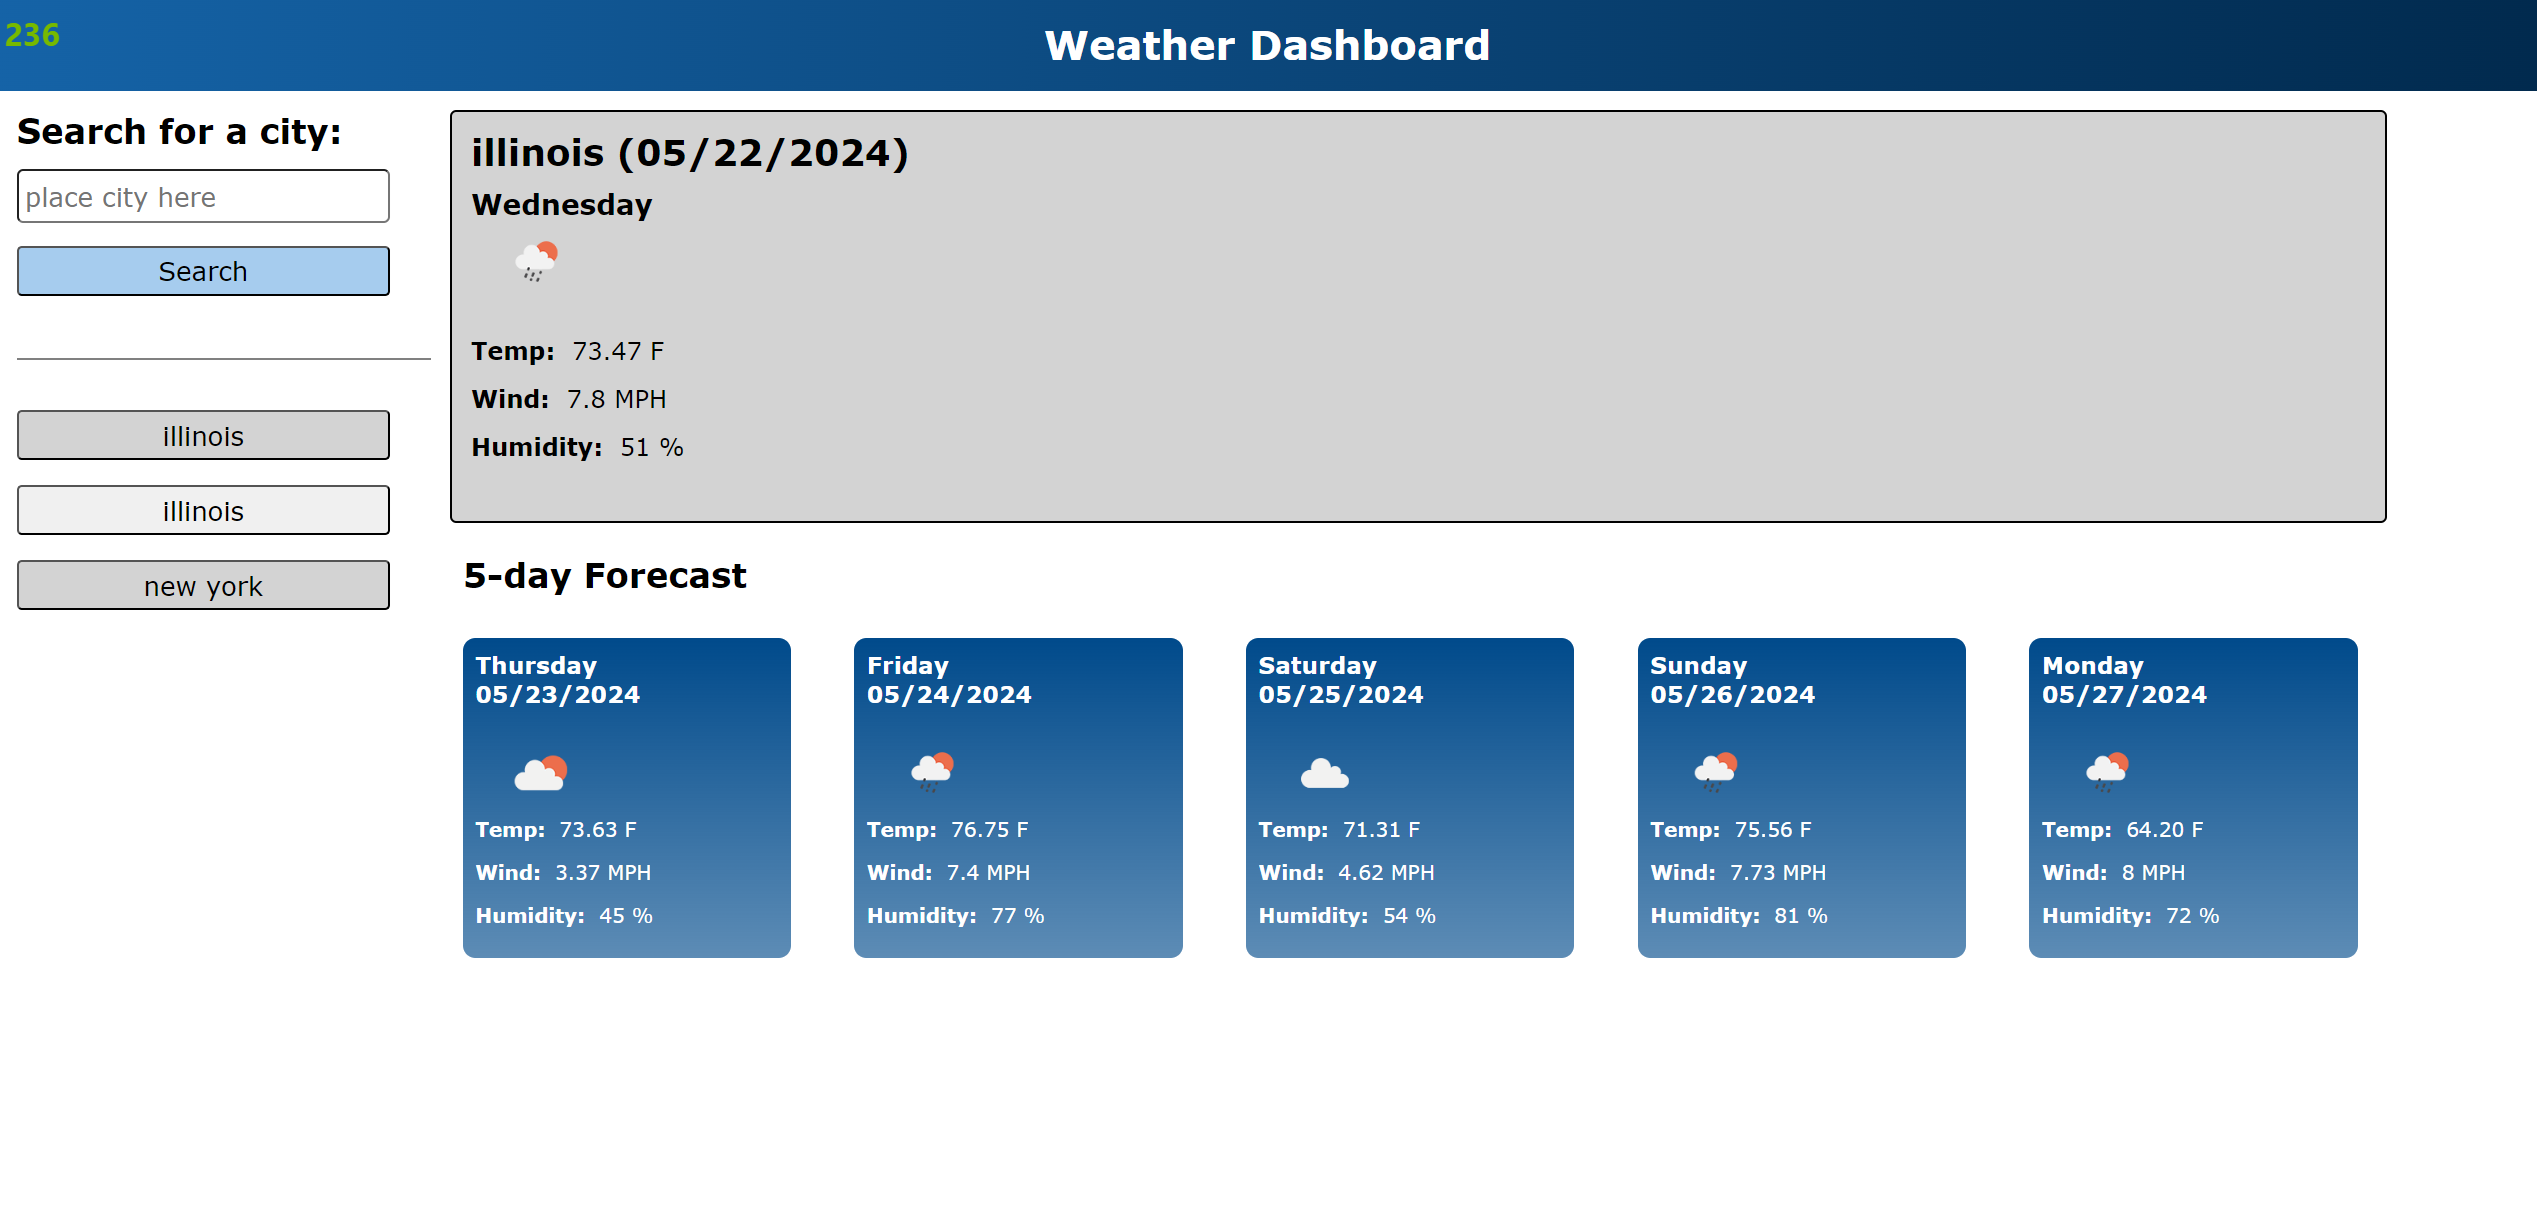 236
Weather Dashboard
Search for a city:
place city here
Search
illinois
illinois
new york
illinois (05/22/2024)
Wednesday
Temp: 73.47 F
Wind: 7.8 MPH
Humidity: 51 %
5-day Forecast
Thursday
05/23/2024
Temp: 73.63 F
Wind: 3.37 MPH
Humidity: 45 %
Friday
05/24/2024
Temp: 76.75 F
Wind: 7.4 MPH
Humidity: 77 %
Saturday
05/25/2024
Temp: 71.31 F
Wind: 4.62 MPH
Humidity: 54 %
Sunday
05/26/2024
Temp: 75.56 F
Wind: 7.73 MPH
Humidity: 81 %
Monday
05/27/2024
Temp: 64.20 F
Wind: 8 MPH
Humidity: 72 %